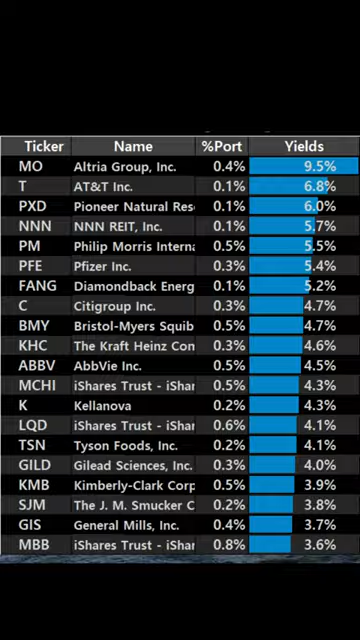 Ticker Name %Port Yields
MO Altria Group, Inc. 0.4% 9.5%
T AT&T Inc. 0.1% 6.8%
PXD Pioneer Natural Res 0.1% 6.0%
NNN NNN REIT, Inc. 0.1% 5.7%
PM Philip Morris Interna 0.5% 5.5%
PFE Pfizer Inc. 0.3% 5.4%
FANG Diamondback Energ 0.1% 5.2%
C Citigroup Inc. 0.3% 4.7%
BMY Bristol-Myers Squib 0.5% 4.7%
KHC The Kraft Heinz Con 0.3% 4.6%
ABBV AbbVie Inc. 0.5% 4.5%
MCHI iShares Trust - iShar 0.5% 4.3%
K Kellanova 0.2% 4.3%
LQD iShares Trust - iShar 0.6% 4.1%
TSN Tyson Foods, Inc. 0.2% 4.1%
GILD Gilead Sciences, Inc. 0.3% 4.0%
KMB Kimberly-Clark Corp 0.5% 3.9%
SJM The J. M. Smucker C 0.2% 3.8%
GIS General Mills, Inc. 0.4% 3.7%
MBB iShares Trust - iShar 0.8% 3.6%